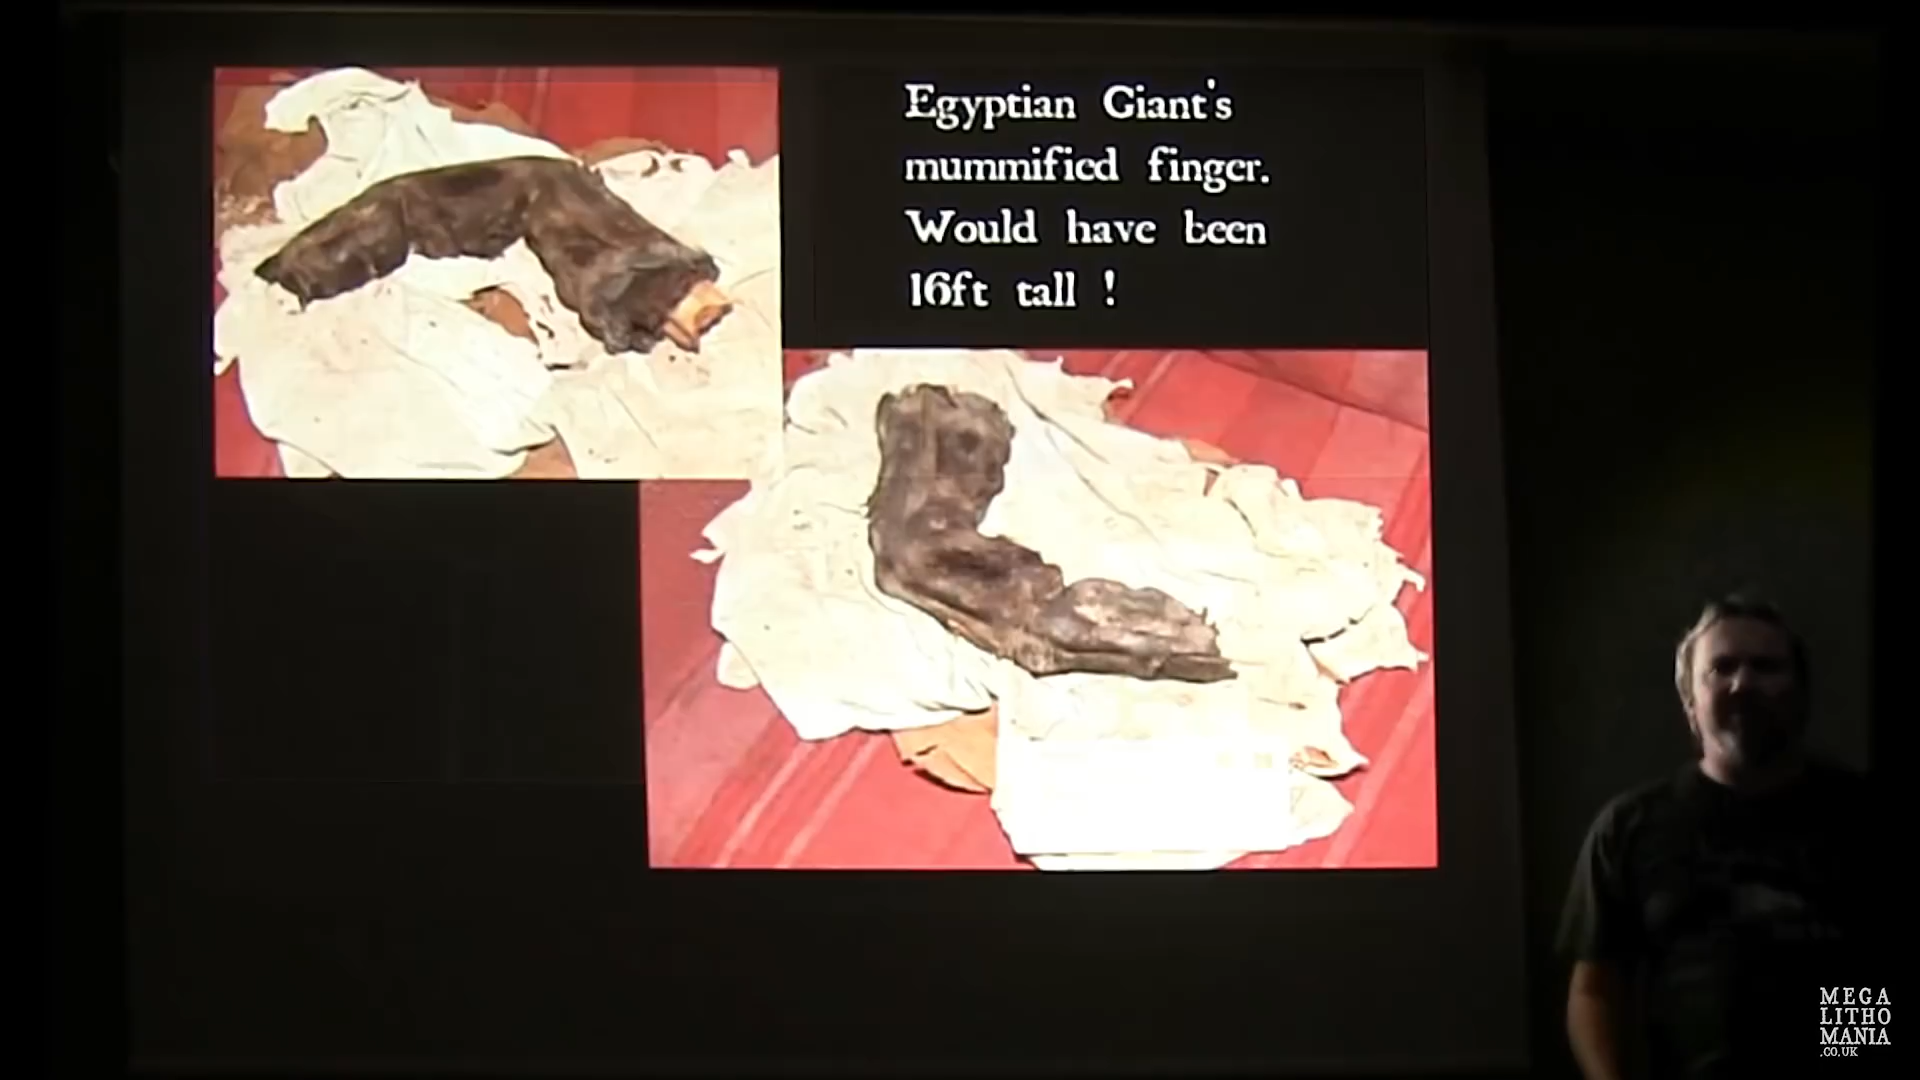 Egyptian Giant's
mummified finger.
Would have been
16ft tall !
MEGA
LITHO
MANIA
.CO.UK